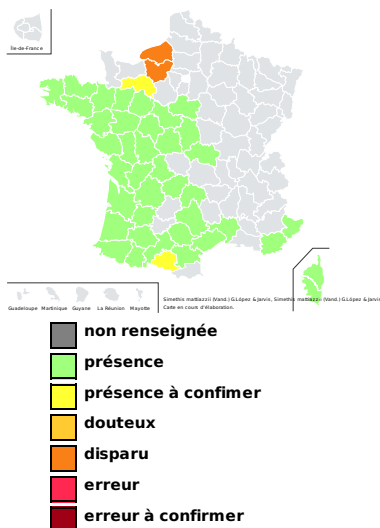 Île-de-France
Simethis mattiazzii (Vand.) G.López & Jarvis, Simethis mattiazzii (Vand.) G.López & Jarvis
Carte en cours d'élaboration.
Guadeloupe Martinique Guyane La Réunion Mayotte
non renseignée
présence
présence à confimer
douteux
disparu
erreur
erreur à confirmer